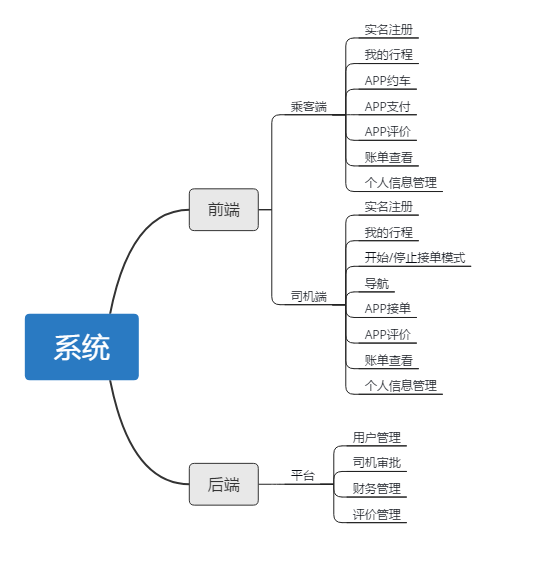 系统
前端
乘客端
实名注册
我的行程
APP约车
APP支付
APP评价
账单查看
个人信息管理
司机端
实名注册
我的行程
开始/停止接单模式
导航
APP接单
APP评价
账单查看
个人信息管理
后端
平台
用户管理
司机审批
财务管理
评价管理